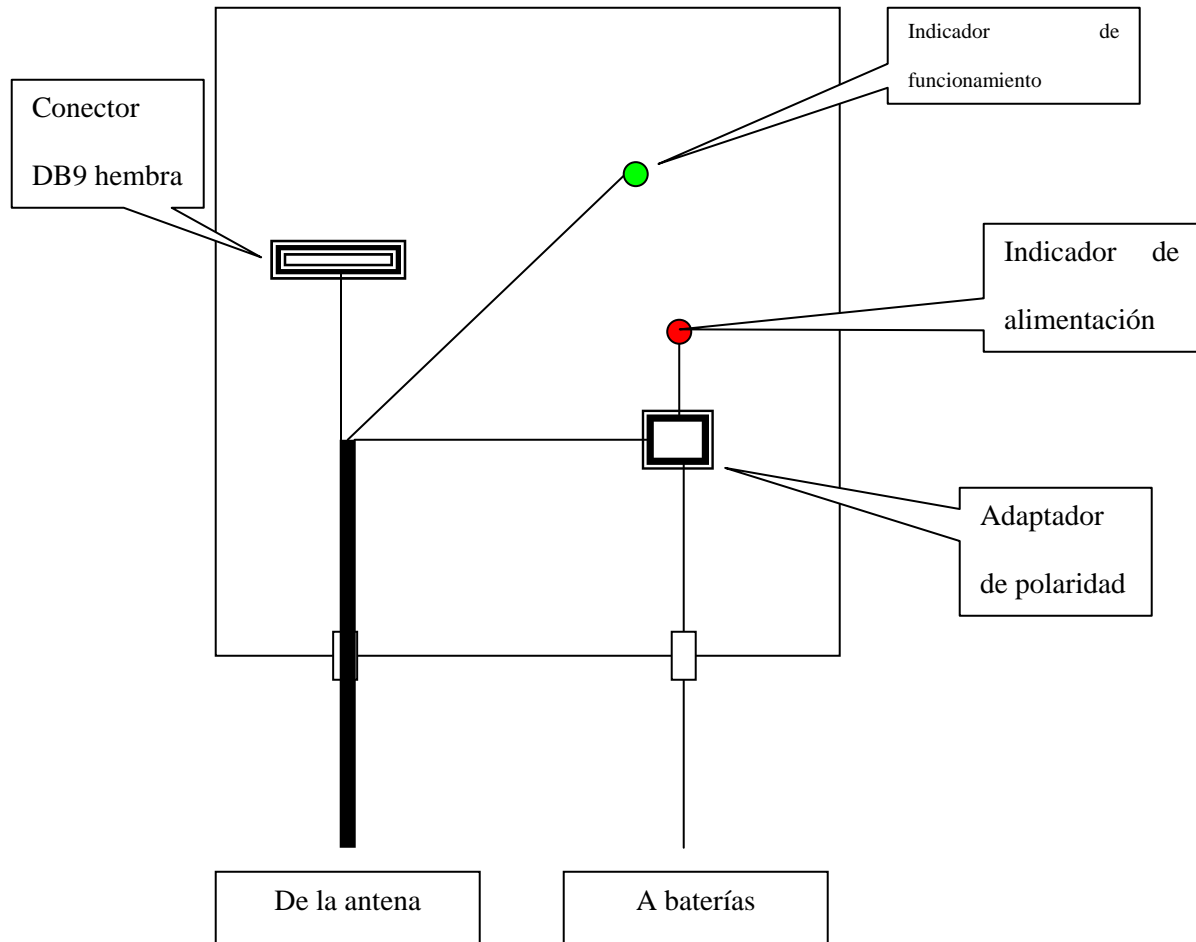 Indicador de
funcionamiento
Conector
DB9 hembra
Indicador de
alimentación
Adaptador
de polaridad
De la antena
A baterías